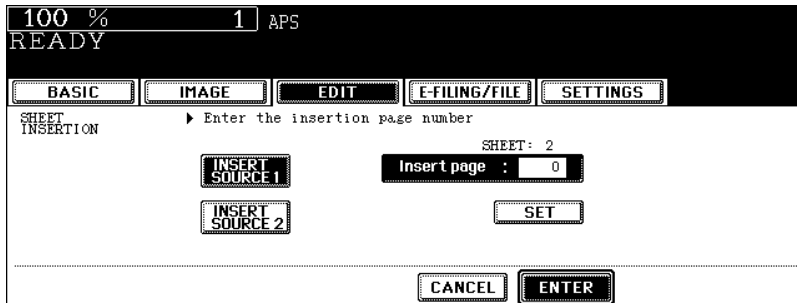 100 % 1 APS
READY
BASIC IMAGE EDIT E-FILING/FILE SETTINGS
SHEET INSERTION
Enter the insertion page number
SHEET: 2
INSERT SOURCE 1
Insert page : 0
INSERT SOURCE 2
SET
CANCEL ENTER